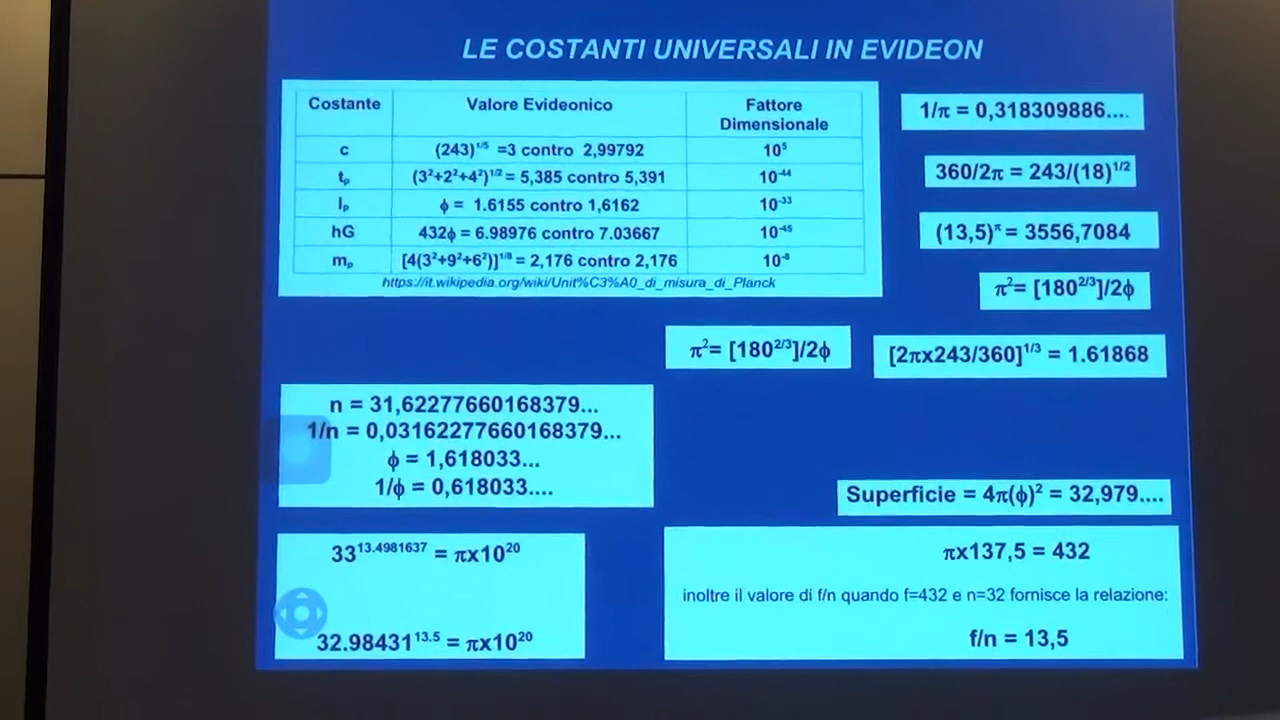 LE COSTANTI UNIVERSALI IN EVIDEON
Costante Valore Evideonico Fattore Dimensionale
c (243)^1/5 =3 contro 2,99792 10^5
t_p (3²+2²+4²)^1/2 = 5,385 contro 5,391 10^-44
l_p ϕ = 1.6155 contro 1,6162 10^-33
hG 432ϕ = 6.98976 contro 7.03667 10^-45
m_p [4(3²+9²+6²)]^1/8 = 2,176 contro 2,176 10^-8
https://it.wikipedia.org/wiki/Unit%C3%A0_di_misura_di_Planck
1/π = 0,318309886....
360/2π = 243/(18)^1/2
(13,5)^π = 3556,7084
π²= [180^2/3]/2ϕ
π²= [180^2/3]/2ϕ
[2πx243/360]^1/3 = 1.61868
n = 31,62277660168379...
1/n = 0,03162277660168379...
ϕ = 1,618033...
1/ϕ = 0,618033....
Superficie = 4π(ϕ)² = 32,979....
33^13.4981637 = πx10^20
32.98431^13.5 = πx10^20
πx137,5 = 432
inoltre il valore di f/n quando f=432 e n=32 fornisce la relazione:
f/n = 13,5